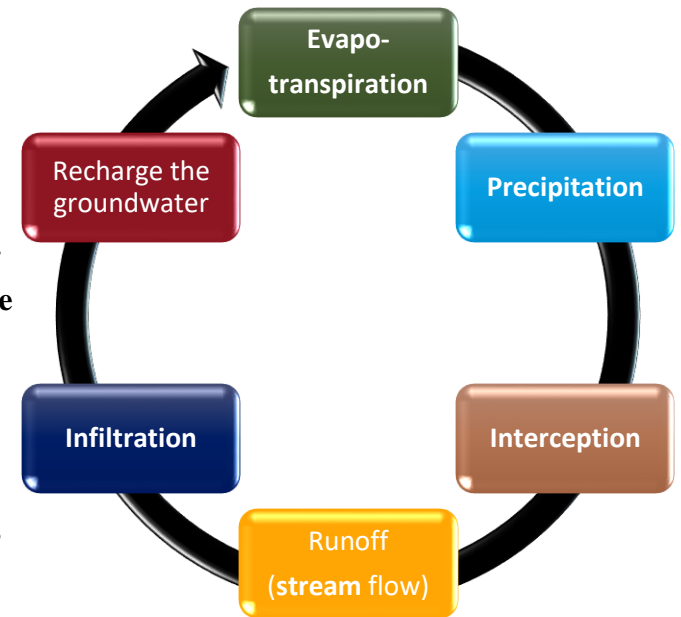 Evapo-
transpiration
Precipitation
Interception
Runoff
(stream flow)
Infiltration
Recharge the
groundwater
e